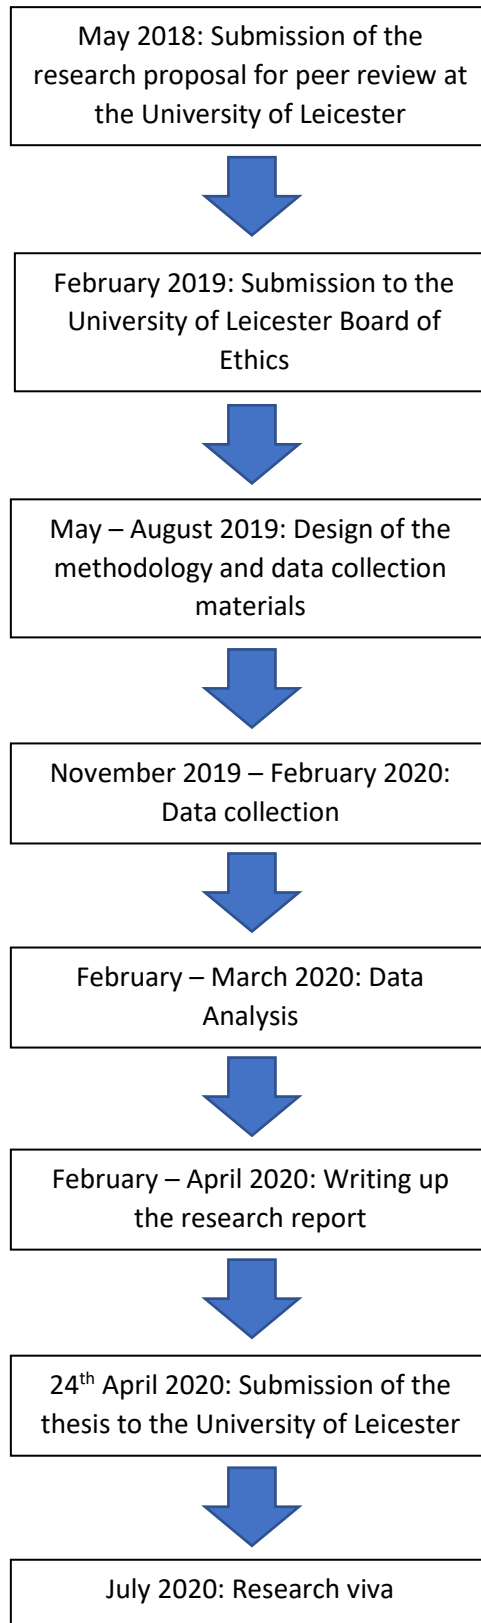 May 2018: Submission of the
research proposal for peer review at
the University of Leicester
February 2019: Submission to the
University of Leicester Board of
Ethics
May – August 2019: Design of the
methodology and data collection
materials
November 2019 – February 2020:
Data collection
February – March 2020: Data
Analysis
February – April 2020: Writing up
the research report
24th April 2020: Submission of the
thesis to the University of Leicester
July 2020: Research viva